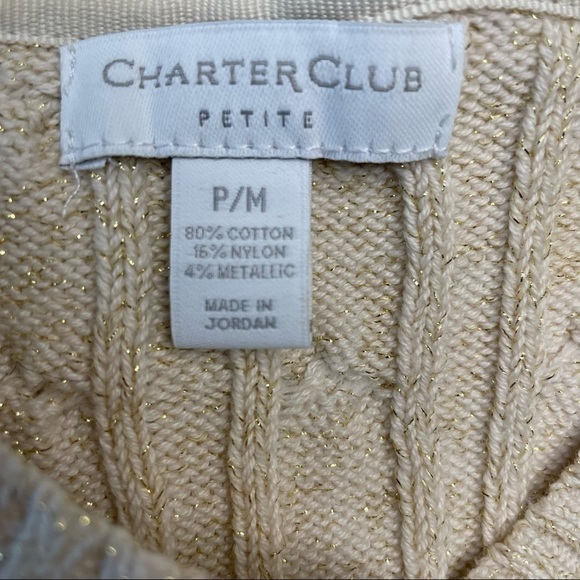 CHARTER CLUB
PETITE
P/M
80% COTTON
16% NYLON
4% METALLIC
MADE IN
JORDAN